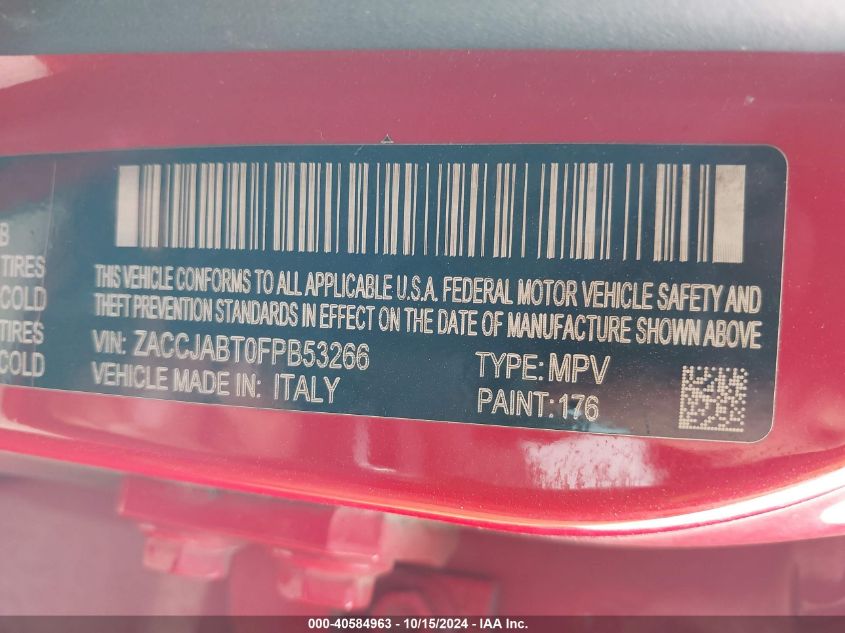 B
TIRES
COLD
TIRES
COLD
THIS VEHICLE CONFORMS TO ALL APPLICABLE U.S.A. FEDERAL MOTOR VEHICLE SAFETY AND
THEFT PREVENTION STANDARDS IN EFFECT ON THE DATE OF MANUFACTURE SHOWN ABOVE
VIN: ZACCJABT0FPB53266
TYPE: MPV
VEHICLE MADE IN: ITALY
PAINT: 176
000-40584963 - 10/15/2024 - IAA Inc.